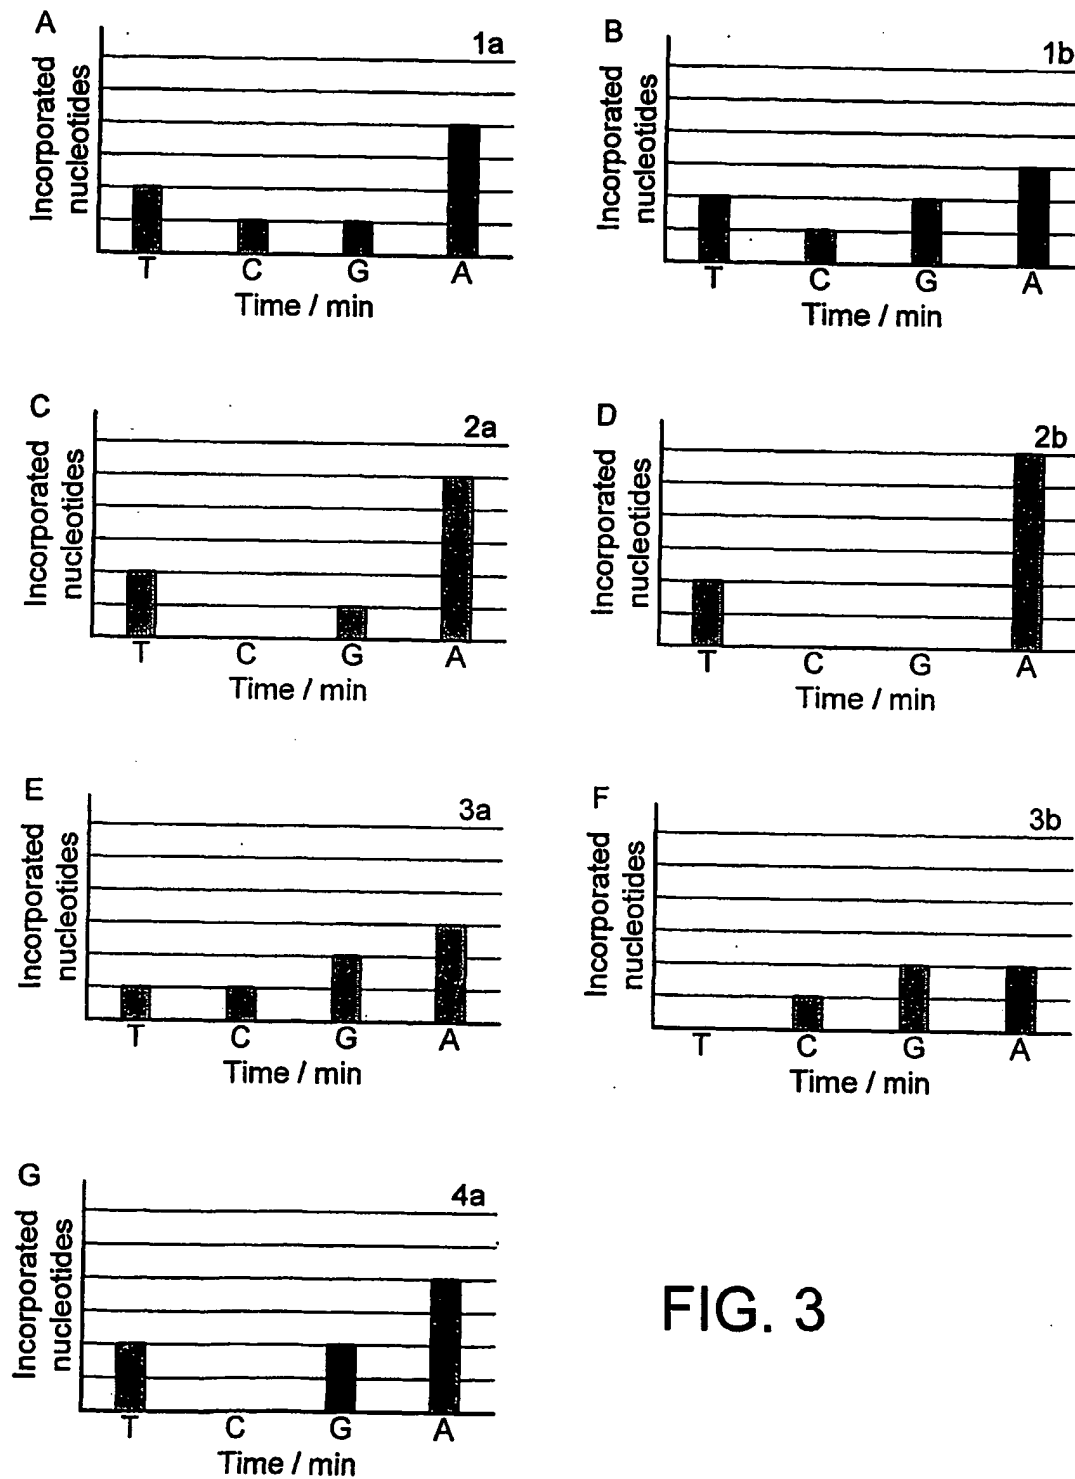 A
1a
Incorporated
nucleotides
T C G A
Time / min
B
1b
Incorporated
nucleotides
T C G A
Time / min
C
2a
Incorporated
nucleotides
T C G A
Time / min
D
2b
Incorporated
nucleotides
T C G A
Time / min
E
3a
Incorporated
nucleotides
T C G A
Time / min
F
3b
Incorporated
nucleotides
T C G A
Time / min
G
4a
Incorporated
nucleotides
T C G A
Time / min
FIG. 3